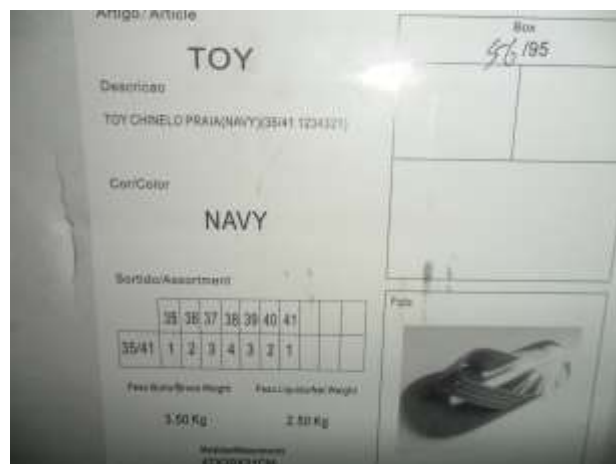 Artigo/Article
TOY
Descricao
TOY CHINELO PRAIA(NAVY)(35/41 1234321)
Cor/Color
NAVY
Sortido/Assortment
35 36 37 38 39 40 41
35/41 1 2 3 4 3 2 1
Peso Bruto/Gross Weight Peso Liquido/Net Weight
3.50 Kg 2.50 Kg
Box
56 /95
Foto